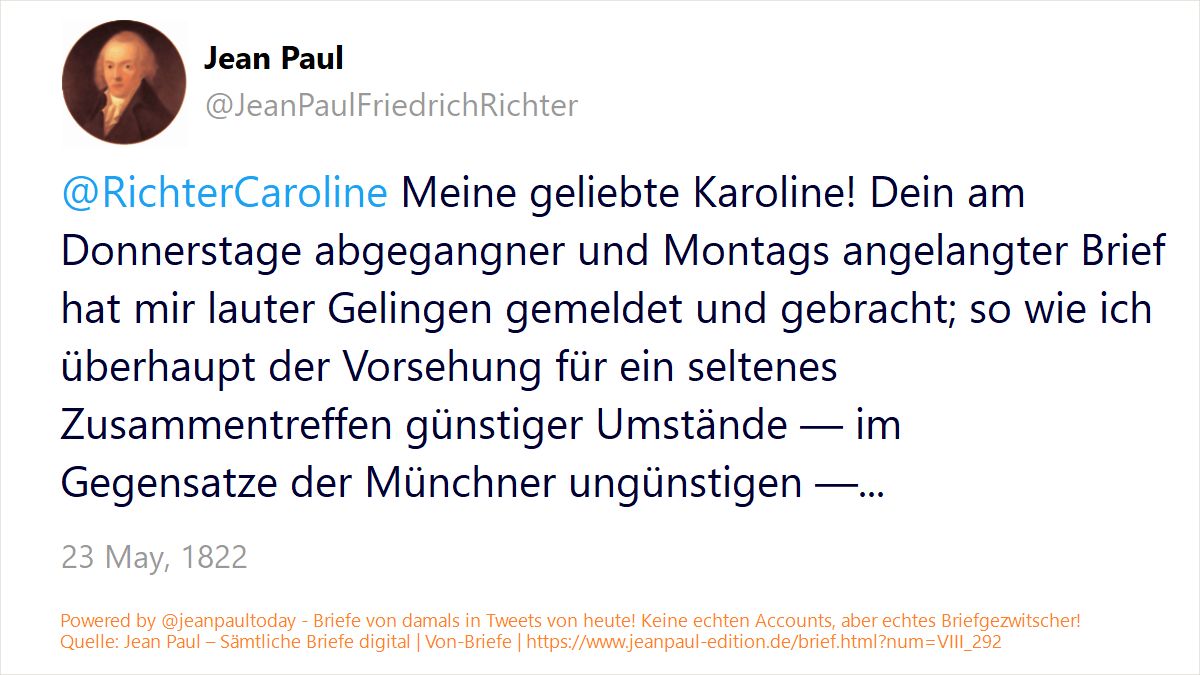 Jean Paul
@JeanPaulFriedrichRichter
@RichterCaroline Meine geliebte Karoline! Dein am
Donnerstage abgegangner und Montags angelangter Brief
hat mir lauter Gelingen gemeldet und gebracht; so wie ich
überhaupt der Vorsehung für ein seltenes
Zusammentreffen günstiger Umstände — im
Gegensatze der Münchner ungünstigen —...
23 May, 1822
Powered by @jeanpaultoday - Briefe von damals in Tweets von heute! Keine echten Accounts, aber echtes Briefgezwitscher!
Quelle: Jean Paul – Sämtliche Briefe digital | Von-Briefe | https://www.jeanpaul-edition.de/brief.html?num=VIII_292